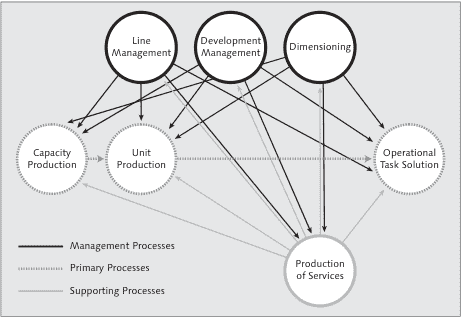 Line
Management
Development
Management
Dimensioning
Capacity
Production
Unit
Production
Operational
Task Solution
Production
of Services
Management Processes
Primary Processes
Supporting Processes